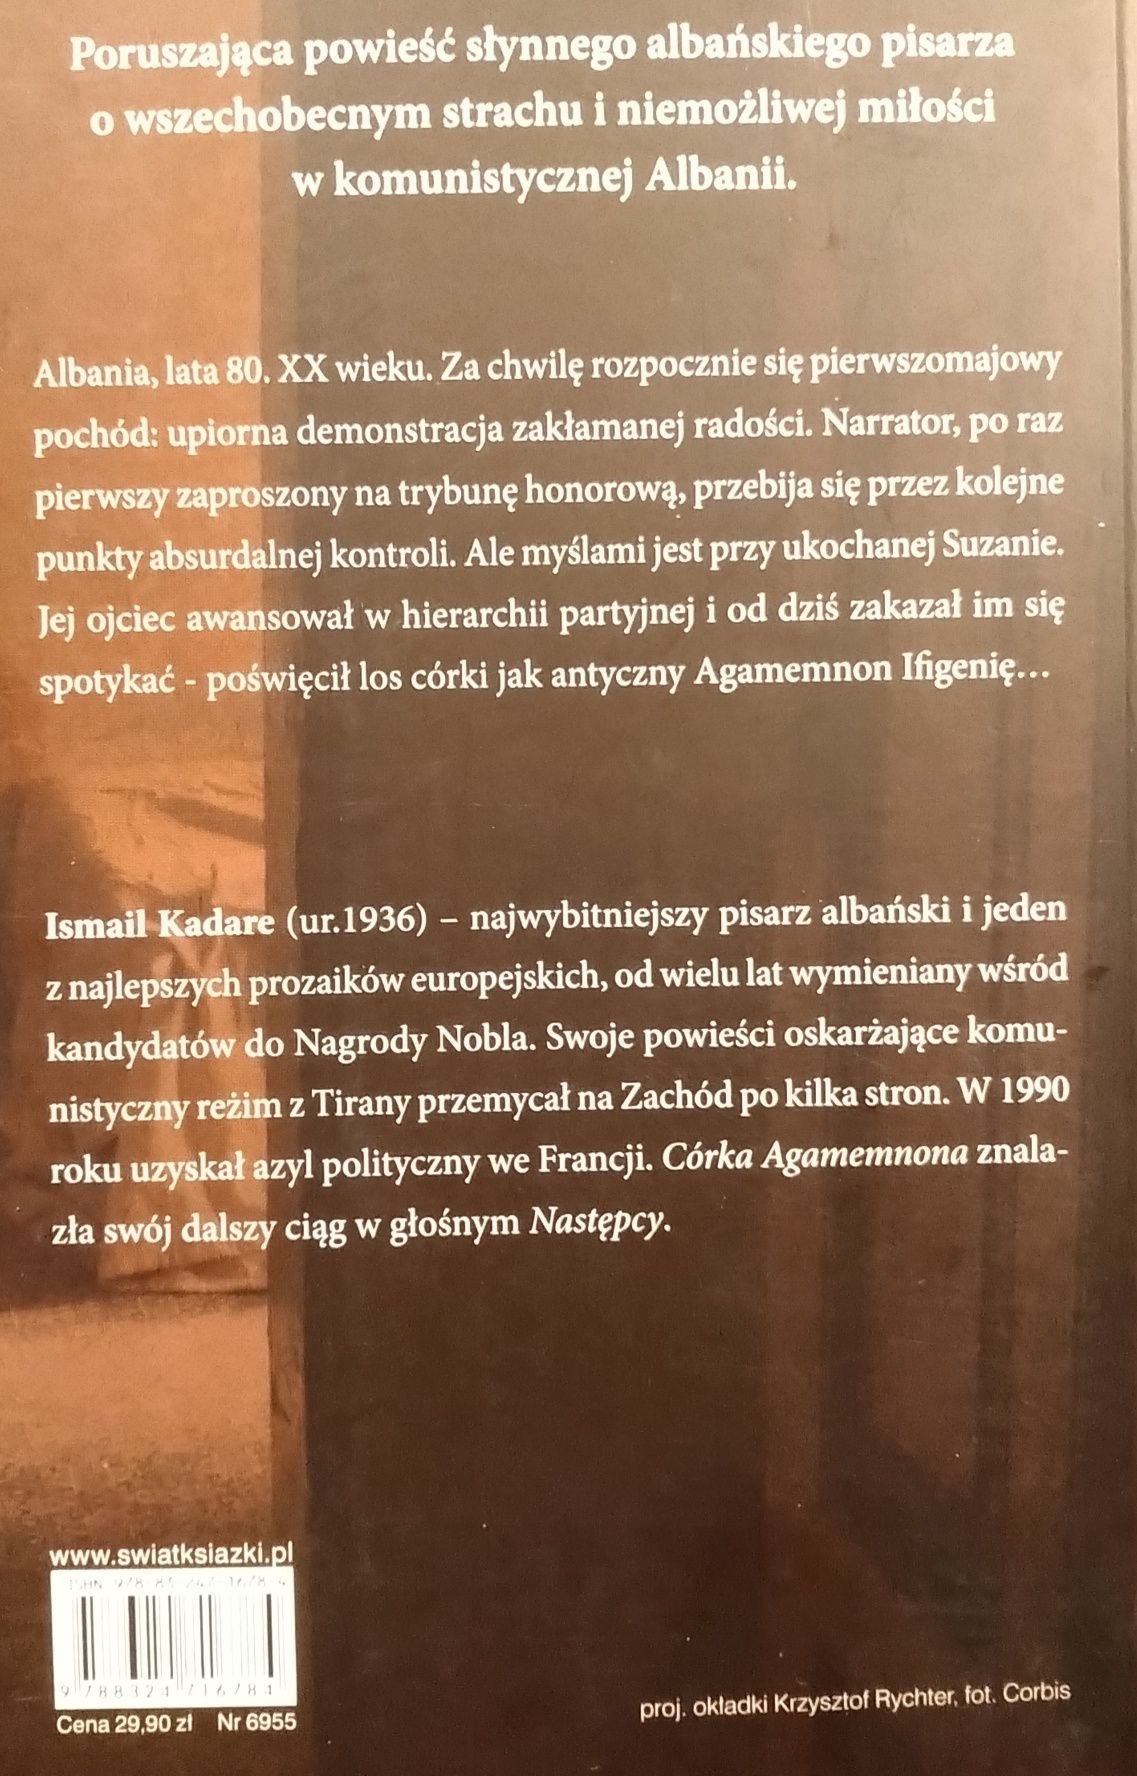 Poruszająca powieść słynnego albańskiego pisarza
o wszechobecnym strachu i niemożliwej miłości
w komunistycznej Albanii.
Albania, lata 80. XX wieku. Za chwilę rozpocznie się pierwszomajowy
pochód: upiorna demonstracja zakłamanej radości. Narrator, po raz
pierwszy zaproszony na trybunę honorową, przebija się przez kolejne
punkty absurdalnej kontroli. Ale myślami jest przy ukochanej Suzanie.
Jej ojciec awansował w hierarchii partyjnej i od dziś zakazał im się
spotykać - poświęcił los córki jak antyczny Agamemnon Ifigenię...
Ismail Kadare (ur.1936) – najwybitniejszy pisarz albański i jeden
z najlepszych prozaików europejskich, od wielu lat wymieniany wśród
kandydatów do Nagrody Nobla. Swoje powieści oskarżające komu-
nistyczny reżim z Tirany przemycał na Zachód po kilka stron. W 1990
roku uzyskał azyl polityczny we Francji. Córka Agamemnona znala-
zła swój dalszy ciąg w głośnym Następcy.
www.swiatksiazki.pl
ISBN 978-83-247-1678-4
9 788324 716784
Cena 29,90 zł Nr 6955
proj. okładki Krzysztof Rychter, fot. Corbis